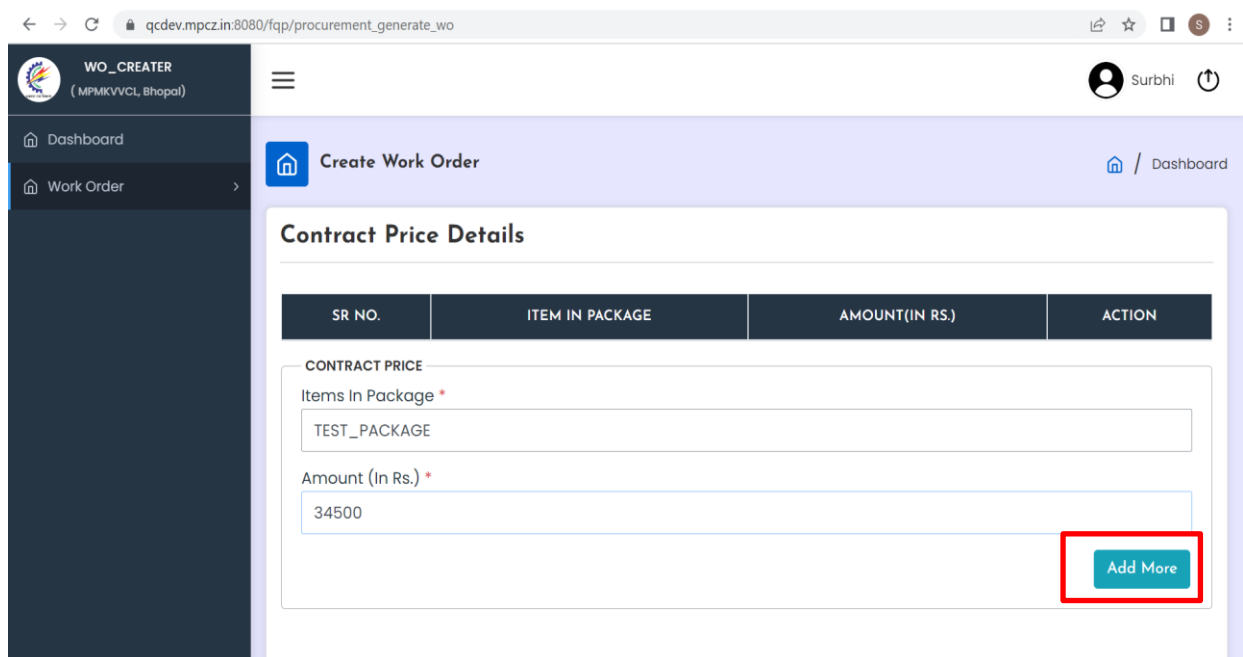 qcdev.mpcz.in:8080/fqp/procurement_generate_wo
S
WO_CREATER
( MPMKVVCL, Bhopal)
Surbhi
Dashboard
Work Order
Create Work Order
/ Dashboard
Contract Price Details
SR NO. ITEM IN PACKAGE AMOUNT(IN RS.) ACTION
CONTRACT PRICE
Items In Package *
TEST_PACKAGE
Amount (In Rs.) *
34500
Add More